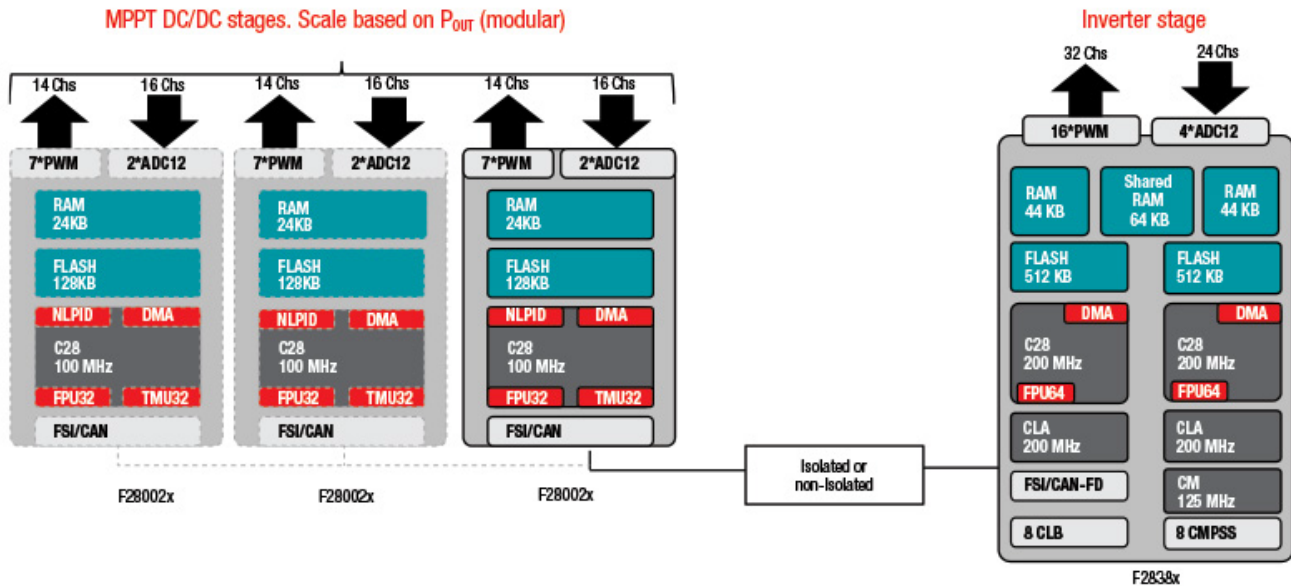 MPPT DC/DC stages. Scale based on POUT (modular)
Inverter stage
14 Chs
16 Chs
14 Chs
16 Chs
14 Chs
16 Chs
32 Chs
24 Chs
7*PWM
2*ADC12
RAM
24KB
FLASH
128KB
NLPID
DMA
C28
100 MHz
FPU32
TMU32
FSI/CAN
F28002x
7*PWM
2*ADC12
RAM
24KB
FLASH
128KB
NLPID
DMA
C28
100 MHz
FPU32
TMU32
FSI/CAN
F28002x
7*PWM
2*ADC12
RAM
24KB
FLASH
128KB
NLPID
DMA
C28
100 MHz
FPU32
TMU32
FSI/CAN
F28002x
Isolated or
non-Isolated
16*PWM
4*ADC12
RAM
44 KB
Shared
RAM
64 KB
RAM
44 KB
FLASH
512 KB
FLASH
512 KB
DMA
C28
200 MHz
FPU64
DMA
C28
200 MHz
FPU64
CLA
200 MHz
CLA
200 MHz
FSI/CAN-FD
CM
125 MHz
8 CLB
8 CMPSS
F2838x